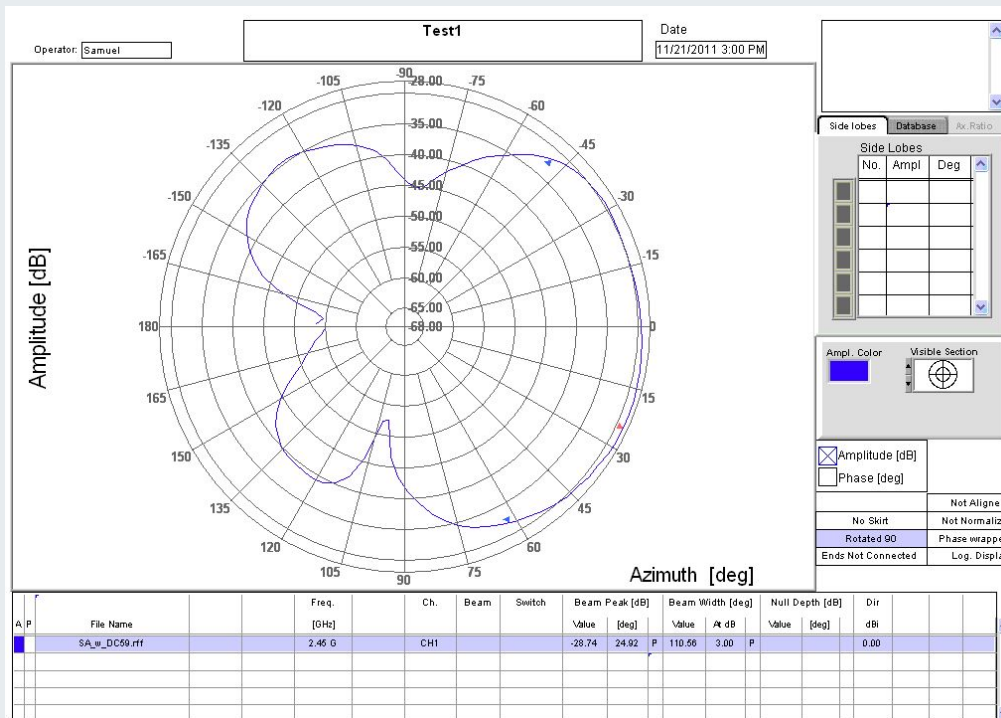 Test1
Operator: Samuel
Date
11/21/2011 3:00 PM
-90
-28.00
-105
-75
-120
-60
-35.00
-135
-45
-40.00
-45.00
-150
-30
-50.00
-165
-55.00
-15
-60.00
-65.00
180
-68.00
0
165
15
150
30
135
45
120
60
105
90
75
Amplitude [dB]
Azimuth [deg]
Side lobes Database Ax.Ratio
Side Lobes
No. Ampl Deg
Ampl. Color Visible Section
Amplitude [dB]
Phase [deg]
Not Aligne
No Skirt Not Normaliz
Rotated 90 Phase wrappe
Ends Not Connected Log. Displa
Freq. Ch. Beam Switch Beam Peak [dB] Beam Width [deg] Null Depth [dB] Dir
A P File Name [GHz] Value [deg] Value At dB Value [deg] dBi
SA_w_DC59.rff 2.45 G CH1 -28.74 24.92 P 110.56 3.00 P 0.00